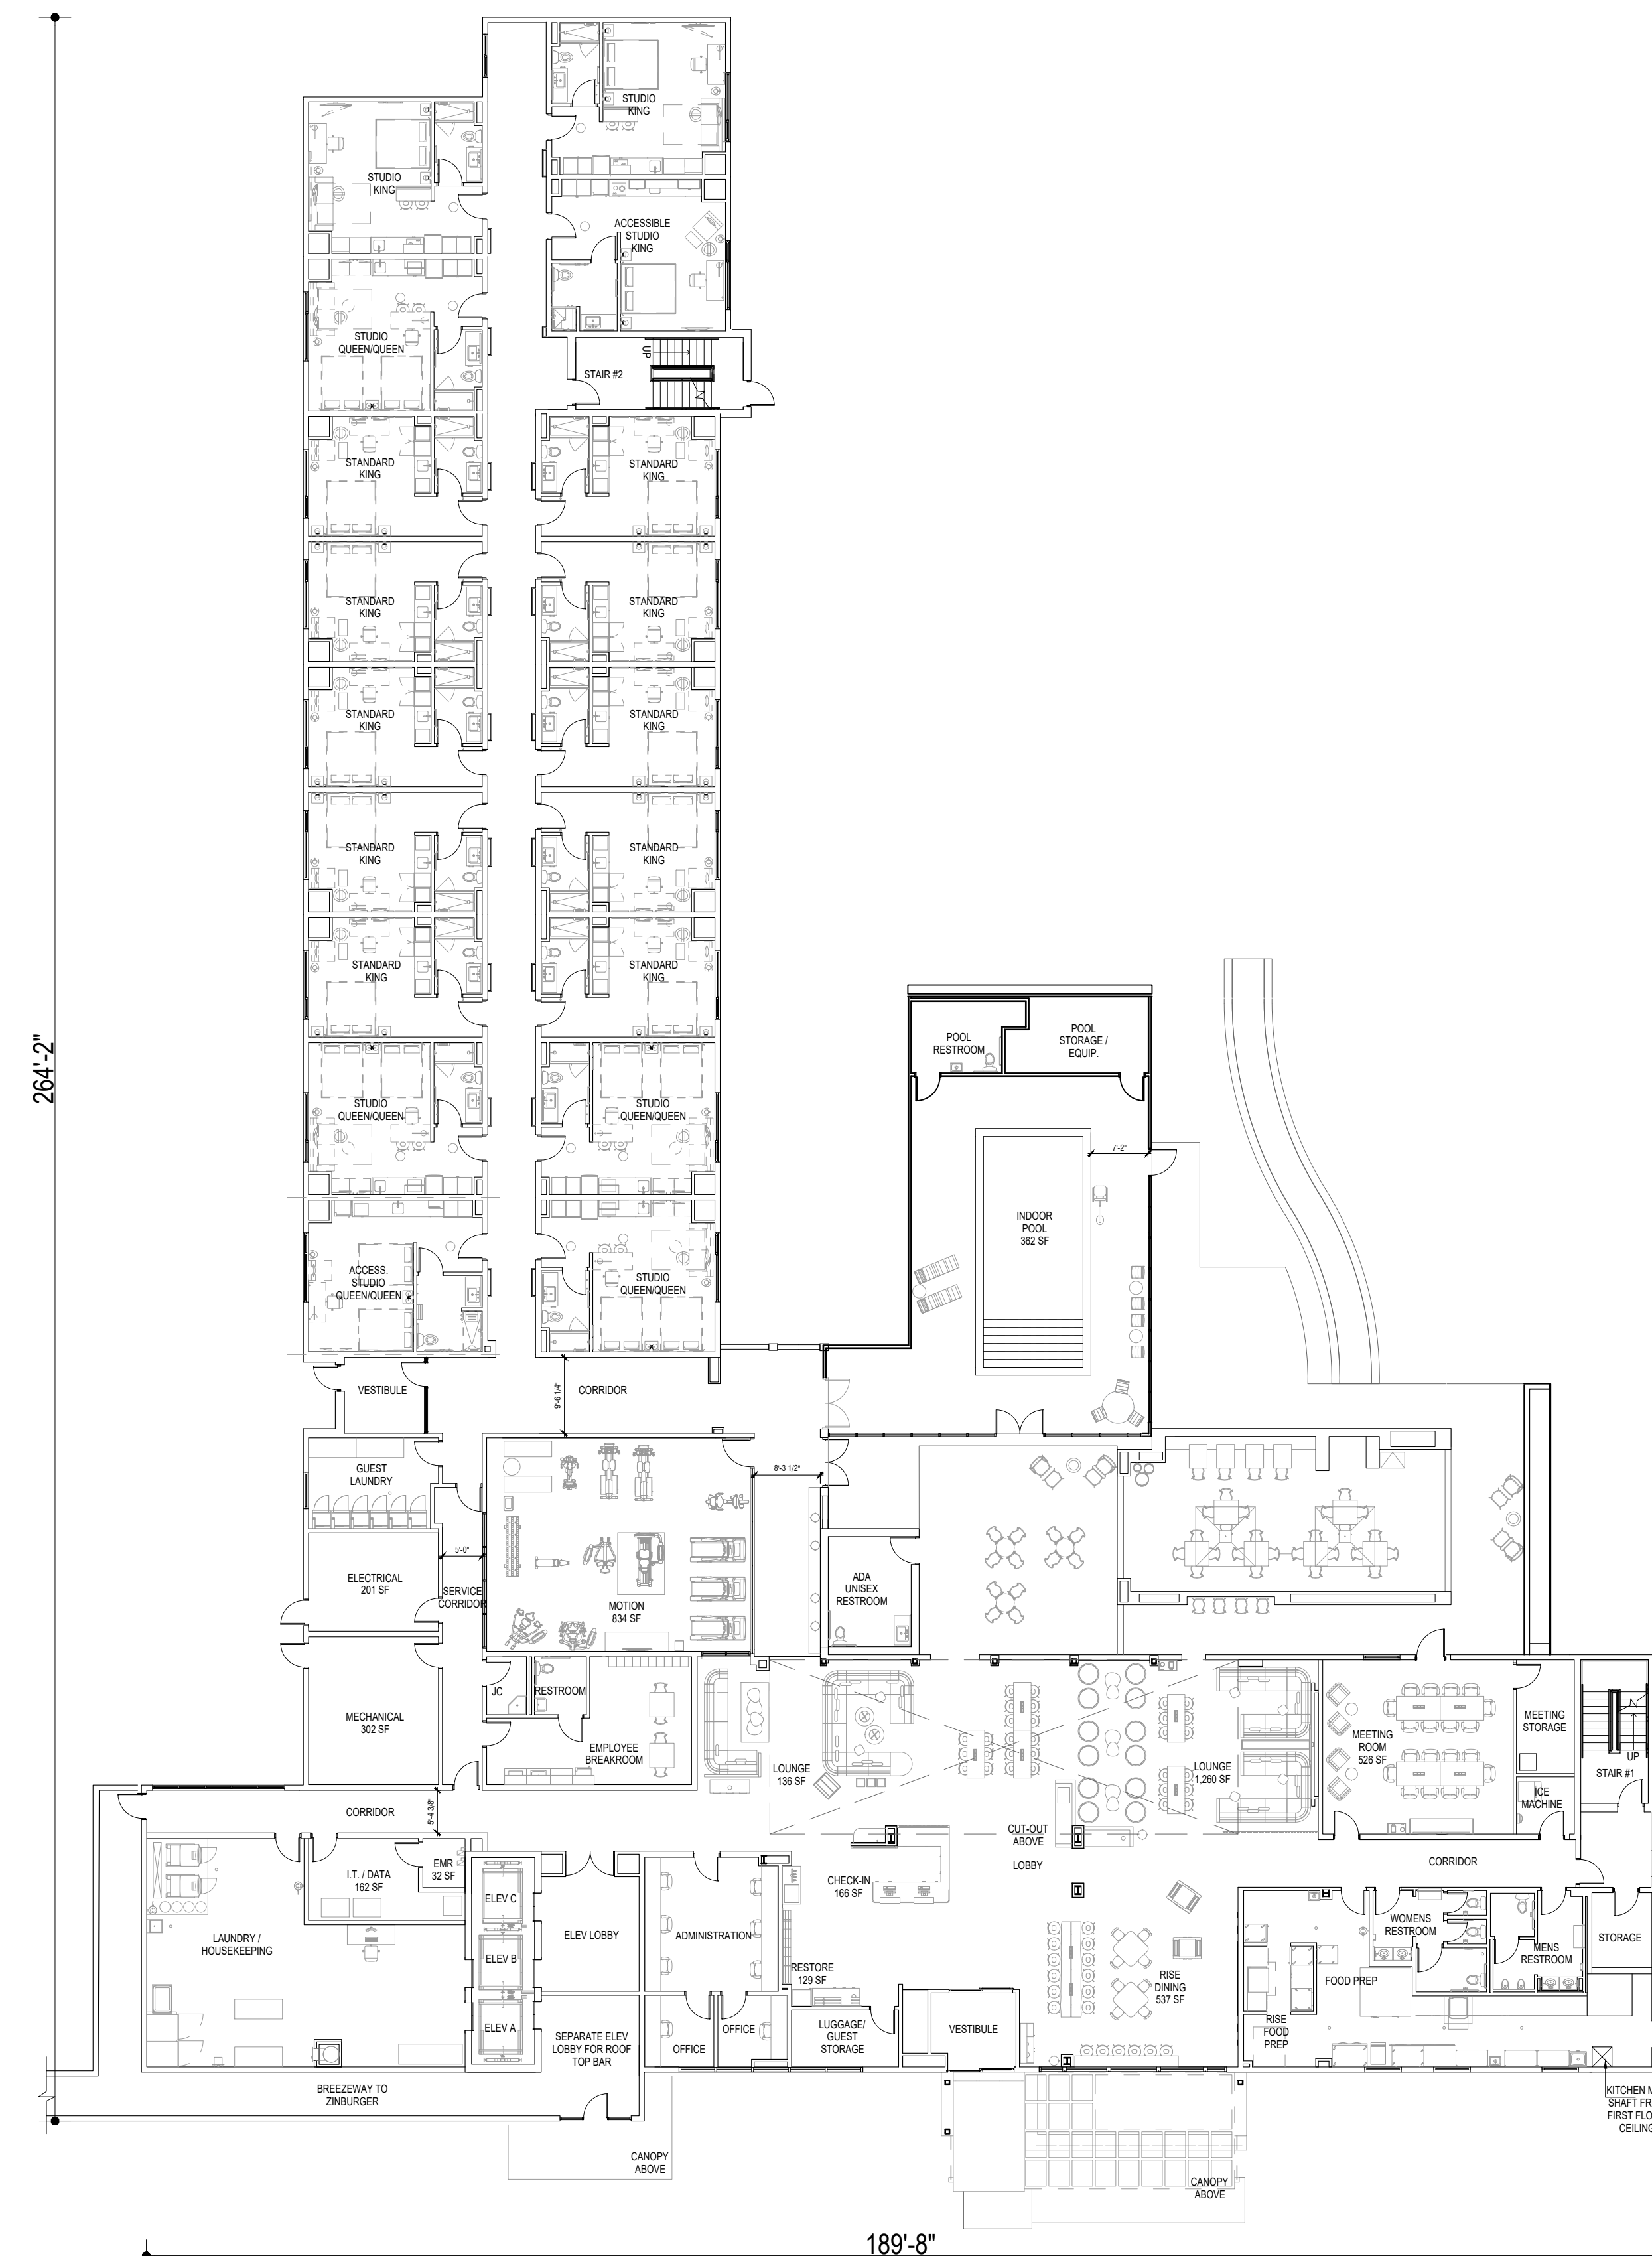 STUDIO
KING
STUDIO
KING
ACCESSIBLE
STUDIO
KING
STUDIO
QUEEN/QUEEN
UP
STAIR #2
STANDARD
KING
STANDARD
KING
STANDARD
KING
STANDARD
KING
STANDARD
KING
STANDARD
KING
STANDARD
KING
STANDARD
KING
STANDARD
KING
STANDARD
KING
264'-2"
POOL
RESTROOM
POOL
STORAGE /
EQUIP.
STUDIO
QUEEN/QUEEN
STUDIO
QUEEN/QUEEN
7'-2"
INDOOR
POOL
362 SF
ACCESS.
STUDIO
QUEEN/QUEEN
STUDIO
QUEEN/QUEEN
VESTIBULE
9'-6 1/4"
CORRIDOR
GUEST
LAUNDRY
8'-3 1/2"
5'-0"
ELECTRICAL
201 SF
SERVICE
CORRIDOR
MOTION
834 SF
ADA
UNISEX
RESTROOM
JC
RESTROOM
MECHANICAL
302 SF
EMPLOYEE
BREAKROOM
LOUNGE
136 SF
LOUNGE
1,260 SF
MEETING
ROOM
526 SF
MEETING
STORAGE
UP
STAIR #1
ICE
MACHINE
CORRIDOR
5'-4 3/8"
CUT-OUT
ABOVE
LOBBY
CORRIDOR
I.T. / DATA
162 SF
EMR
32 SF
ELEV C
CHECK-IN
166 SF
LAUNDRY /
HOUSEKEEPING
ELEV B
ELEV LOBBY
ADMINISTRATION
RESTORE
129 SF
RISE
DINING
537 SF
WOMENS
RESTROOM
MENS
RESTROOM
STORAGE
FOOD PREP
ELEV A
SEPARATE ELEV
LOBBY FOR ROOF
TOP BAR
OFFICE
OFFICE
LUGGAGE/
GUEST
STORAGE
VESTIBULE
RISE
FOOD
PREP
BREEZEWAY TO
ZINBURGER
KITCHEN M
SHAFT FR
FIRST FLO
CEILING
CANOPY
ABOVE
CANOPY
ABOVE
189'-8"